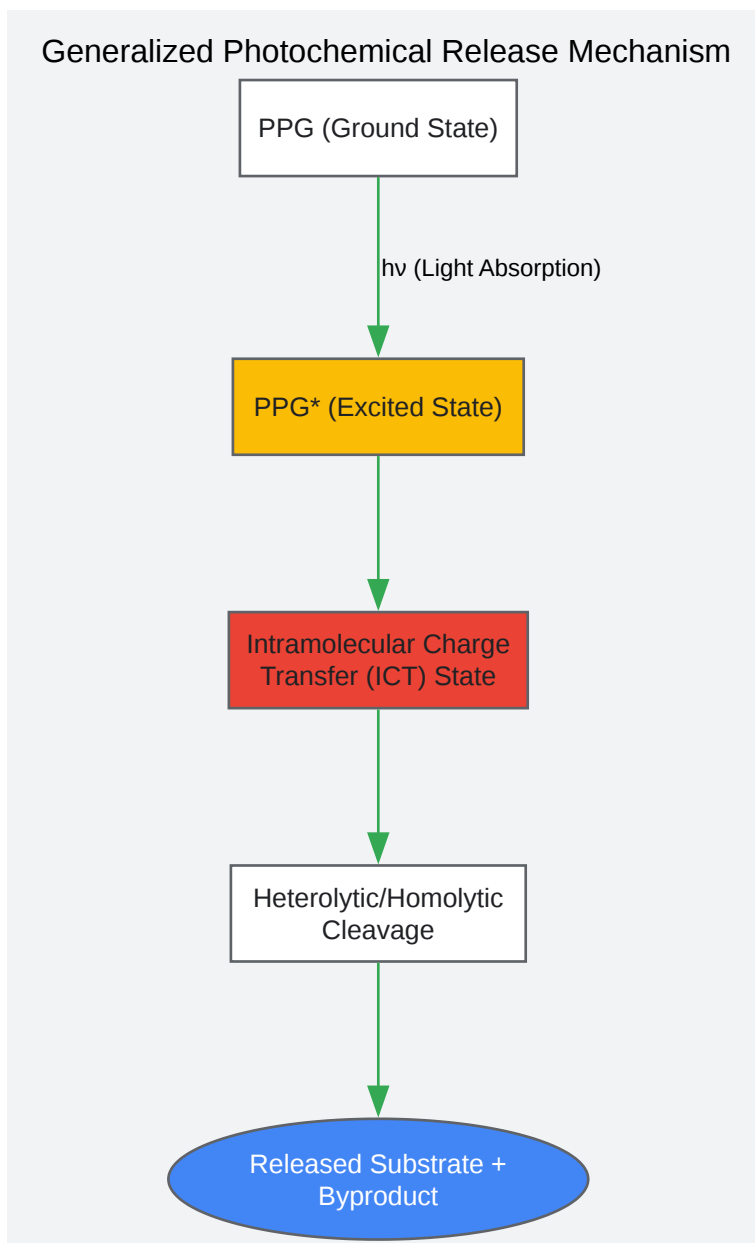 Generalized Photochemical Release Mechanism
PPG (Ground State)
hν (Light Absorption)
PPG* (Excited State)
Intramolecular Charge
Transfer (ICT) State
Heterolytic/Homolytic
Cleavage
Released Substrate +
Byproduct